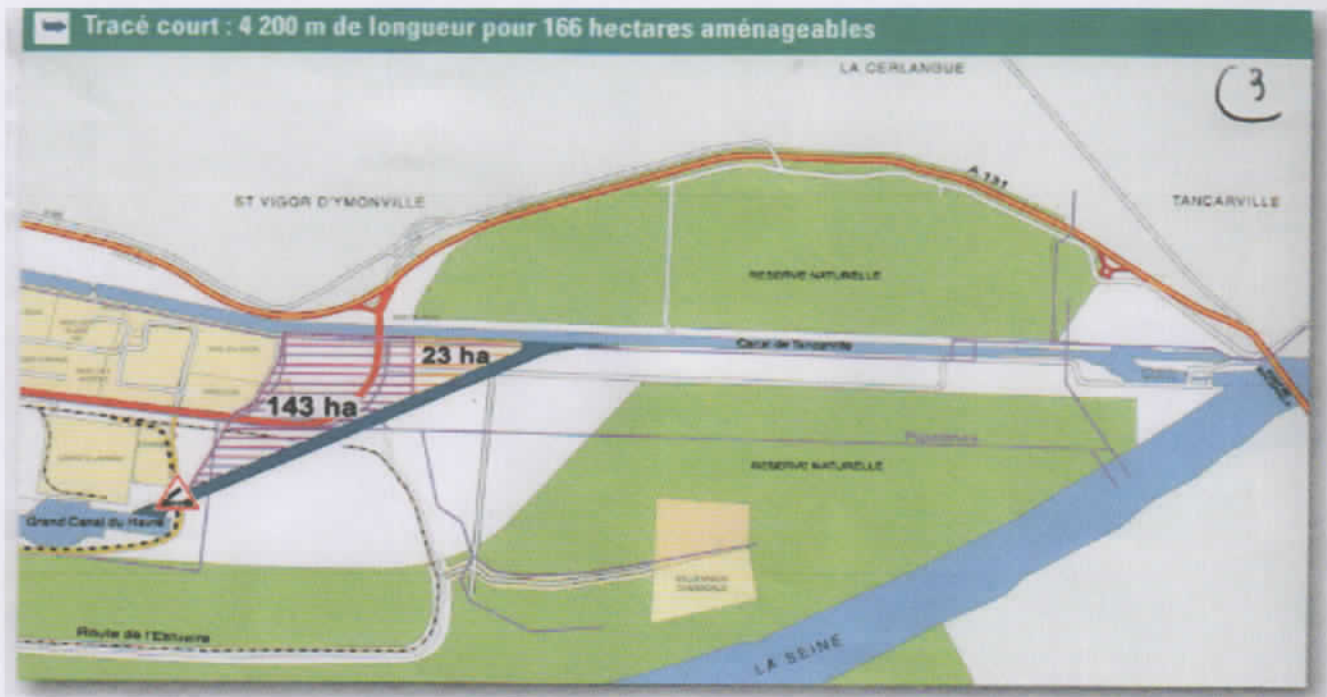 Tracé court : 4 200 m de longueur pour 166 hectares aménageables
LA CERLANGUE
3
A 131
ST VIGOR D'YMONVILLE
TANCARVILLE
RESERVE NATURELLE
Canal de Tancarville
23 ha
143 ha
Pipelines
RESERVE NATURELLE
Grand Canal du Havre
Route de l'Estuaire
LA SEINE